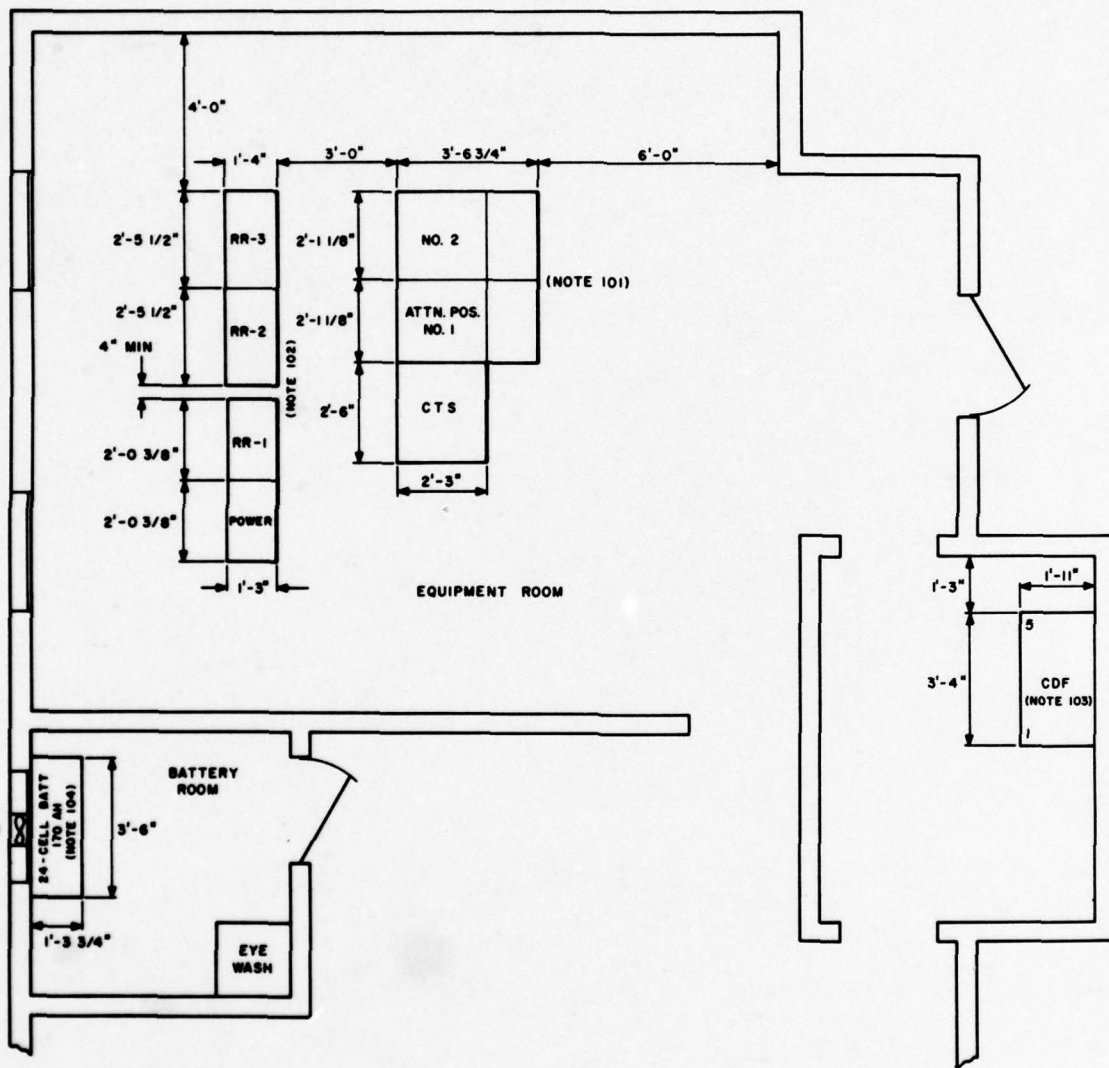 4'-0"
1'-4"
3'-0"
3'-6 3/4"
6'-0"
2'-5 1/2"
RR-3
2'-1 1/8"
NO. 2
(NOTE 101)
2'-5 1/2"
RR-2
2'-1 1/8"
ATTN. POS.
NO. 1
4" MIN
(NOTE 102)
2'-0 3/8"
RR-1
2'-6"
CTS
2'-3"
2'-0 3/8"
POWER
1'-3"
EQUIPMENT ROOM
1'-3"
1'-11"
5
3'-4"
CDF
(NOTE 103)
1
BATTERY
ROOM
24-CELL BATT
170 AH
(NOTE 104)
3'-6"
1'-3 3/4"
EYE
WASH